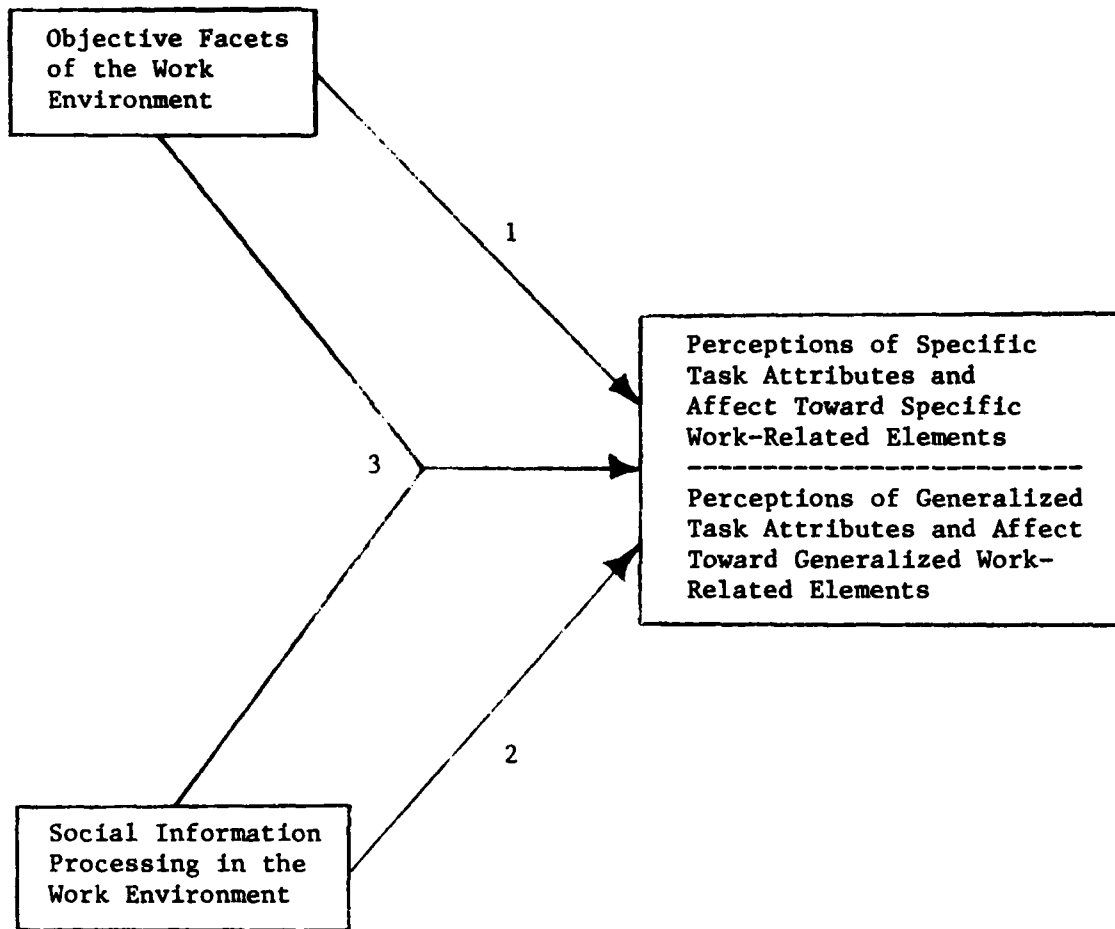 Objective Facets
of the Work
Environment
1
Perceptions of Specific
Task Attributes and
Affect Toward Specific
Work-Related Elements
3
Perceptions of Generalized
Task Attributes and Affect
Toward Generalized Work-
Related Elements
2
Social Information
Processing in the
Work Environment